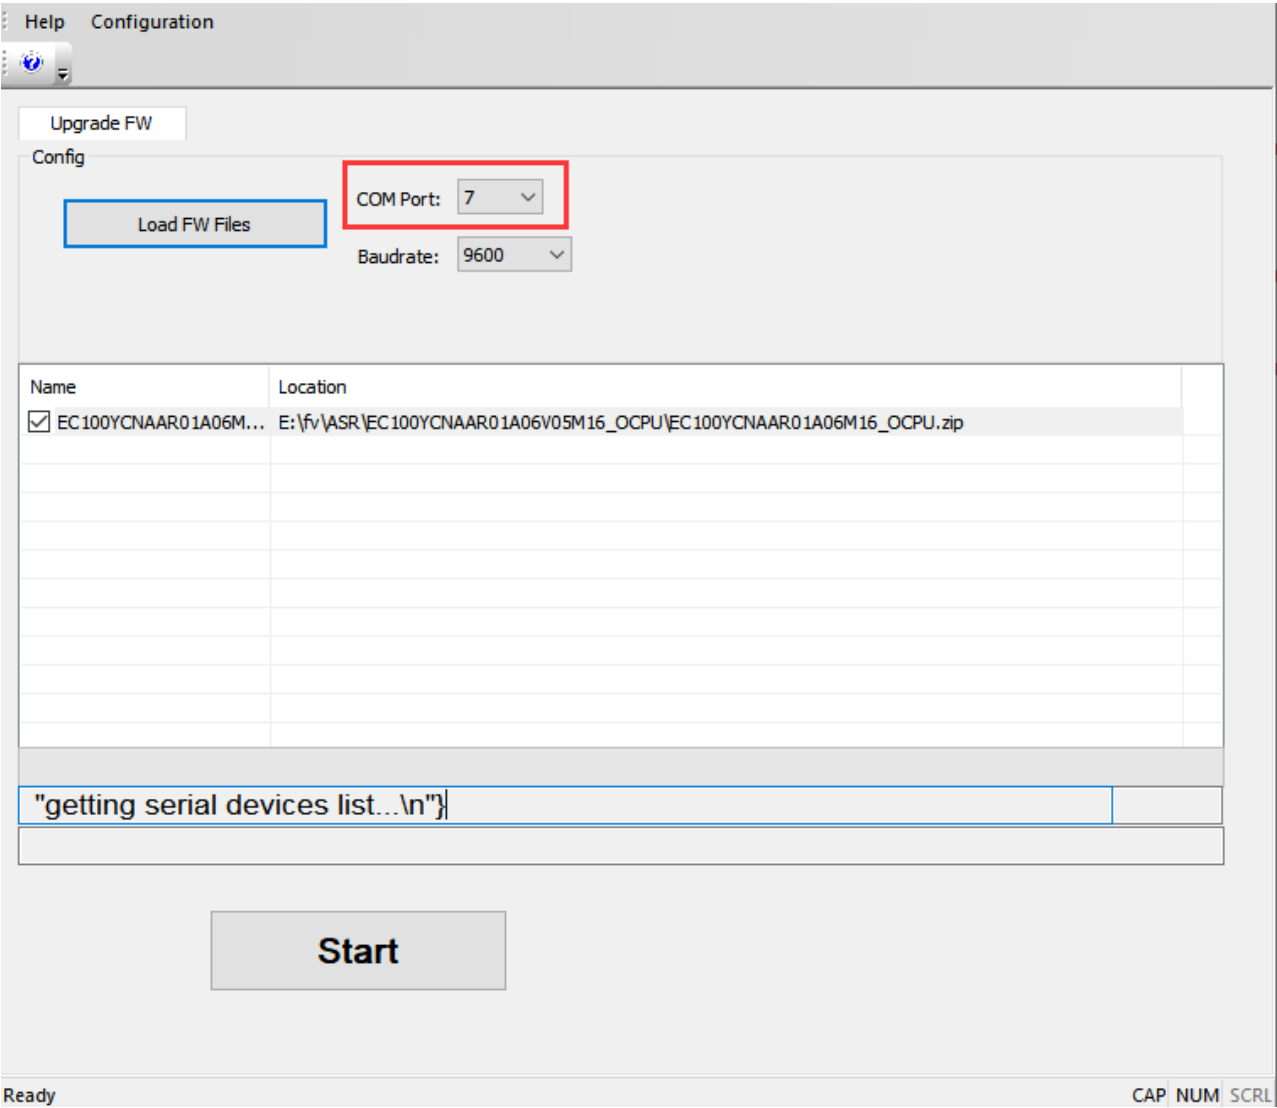 Help Configuration
Upgrade FW
Config
COM Port: 7
Load FW Files
Baudrate: 9600
Name Location
EC100YCNAAR01A06M... E:\fv\ASR\EC100YCNAAR01A06V05M16_OCPU\EC100YCNAAR01A06M16_OCPU.zip
"getting serial devices list...\n"}
Start
Ready CAP NUM SCRL